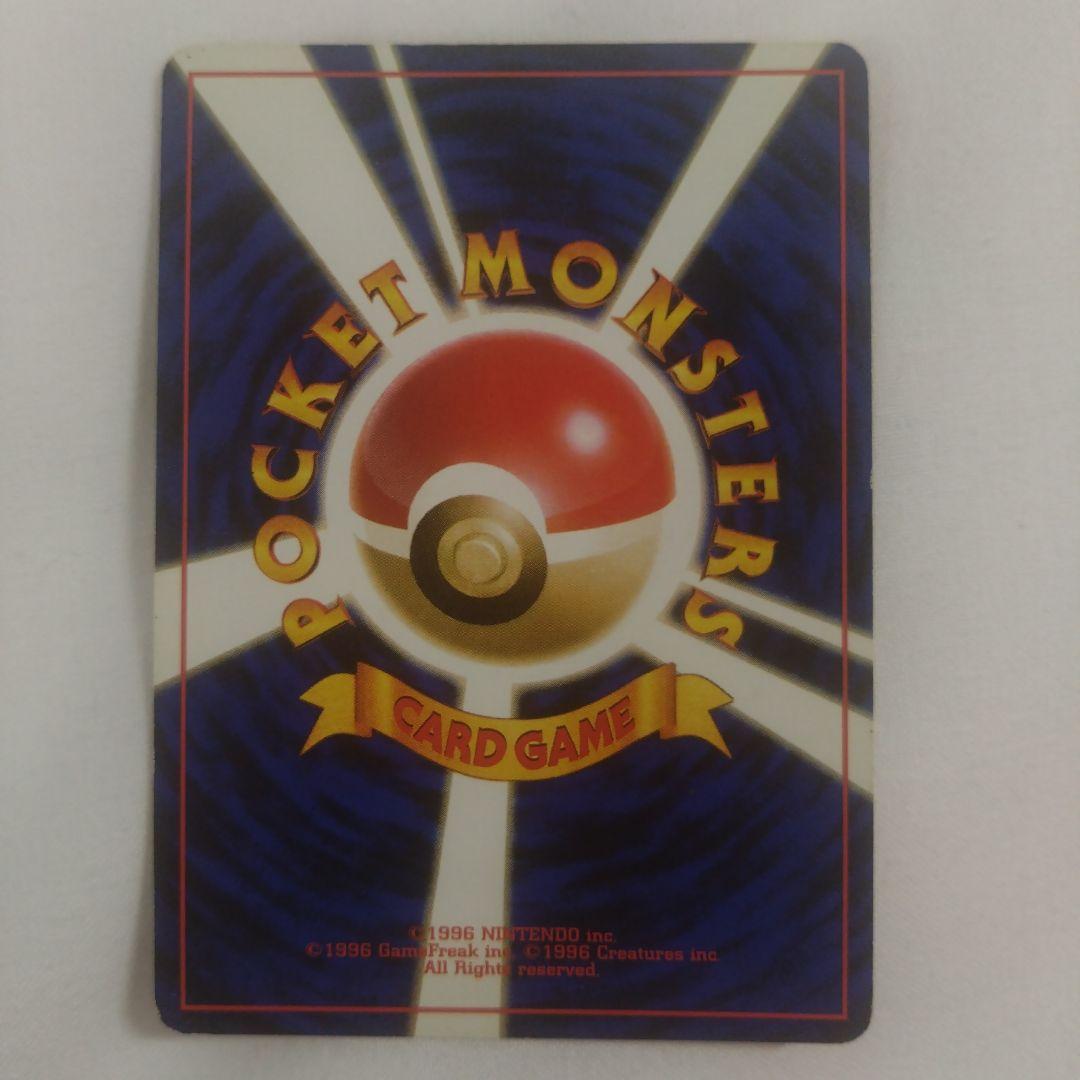 POCKET MONSTERS
CARD GAME
©1996 NINTENDO inc.
©1996 GameFreak inc. ©1996 Creatures inc.
All Rights reserved.